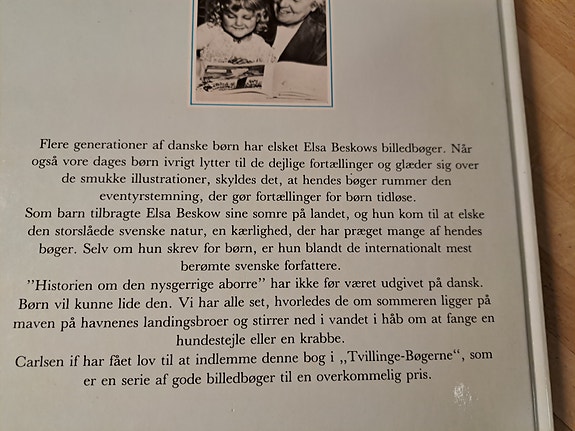 Flere generationer af danske børn har elsket Elsa Beskows billedbøger. Når
også vore dages børn ivrigt lytter til de dejlige fortællinger og glæder sig over
de smukke illustrationer, skyldes det, at hendes bøger rummer den
eventyrstemning, der gør fortællinger for børn tidløse.
Som barn tilbragte Elsa Beskow sine somre på landet, og hun kom til at elske
den storslåede svenske natur, en kærlighed, der har præget mange af hendes
bøger. Selv om hun skrev for børn, er hun blandt de internationalt mest
berømte svenske forfattere.
”Historien om den nysgerrige aborre” har ikke før været udgivet på dansk.
Børn vil kunne lide den. Vi har alle set, hvorledes de om sommeren ligger på
maven på havnenes landingsbroer og stirrer ned i vandet i håb om at fange en
hundestejle eller en krabbe.
Carlsen if har fået lov til at indlemme denne bog i ,,Tvillinge-Bøgerne“, som
er en serie af gode billedbøger til en overkommelig pris.